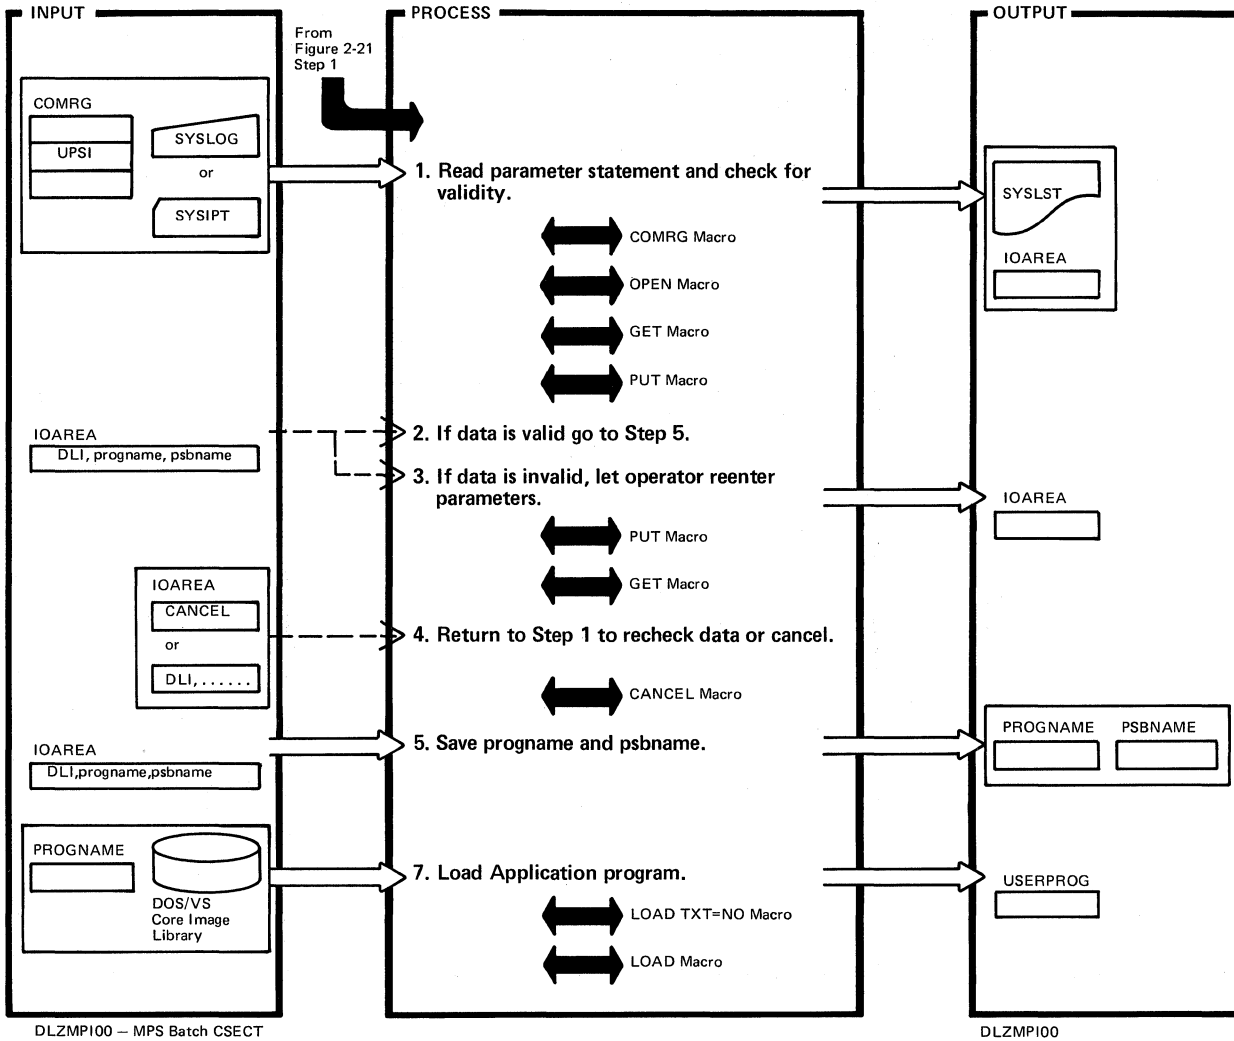 INPUT
PROCESS
OUTPUT
From
Figure 2-21
Step 1
COMRG
UPSI
SYSLOG
or
SYSIPT
1. Read parameter statement and check for
validity.
SYSLST
IOAREA
COMRG Macro
OPEN Macro
GET Macro
PUT Macro
IOAREA
DLI, progname, psbname
2. If data is valid go to Step 5.
3. If data is invalid, let operator reenter
parameters.
IOAREA
PUT Macro
GET Macro
IOAREA
CANCEL
or
DLI, . . . . . .
4. Return to Step 1 to recheck data or cancel.
CANCEL Macro
IOAREA
DLI,progname,psbname
5. Save progname and psbname.
PROGNAME PSBNAME
PROGNAME
DOS/VS
Core Image
Library
7. Load Application program.
USERPROG
LOAD TXT=NO Macro
LOAD Macro
DLZMPI00 — MPS Batch CSECT
DLZMPI00